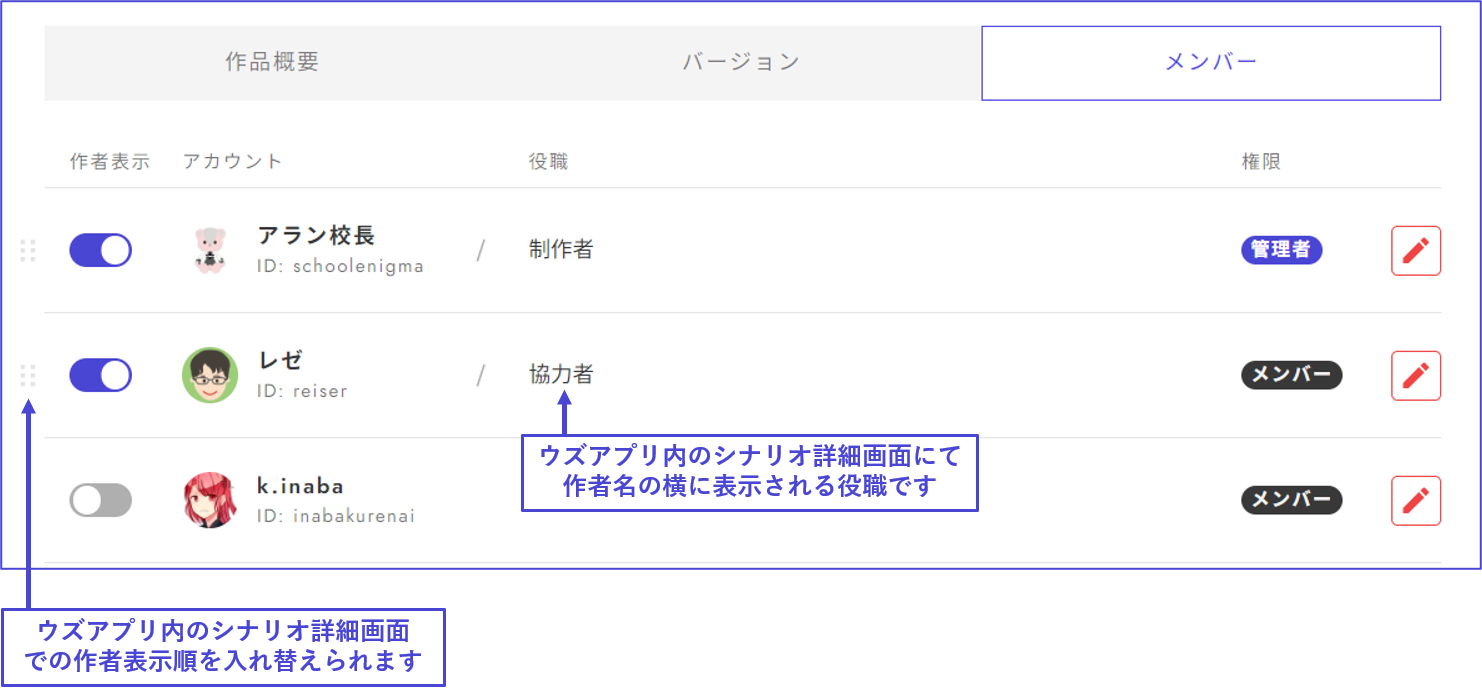 作品概要
バージョン
メンバー
作者表示
アカウント
役職
権限
アラン校長
ID: schoolenigma
/
制作者
管理者
レゼ
ID: reiser
/
協力者
メンバー
ウズアプリ内のシナリオ詳細画面にて
作者名の横に表示される役職です
k.inaba
ID: inabakurenai
メンバー
ウズアプリ内のシナリオ詳細画面
での作者表示順を入れ替えられます